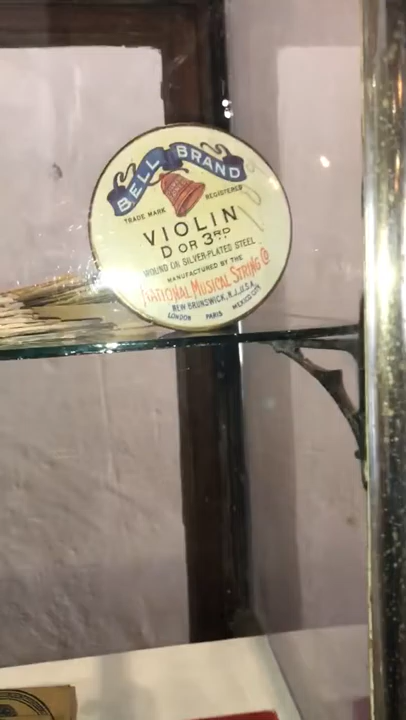 BELL BRAND
TRADE MARK REGISTERED
VIOLIN
D OR 3RD
WOUND ON SILVER-PLATED STEEL
MANUFACTURED BY THE
NATIONAL MUSICAL STRING Co
NEW BRUNSWICK, N.J., U.S.A.
LONDON PARIS MEXICO CITY